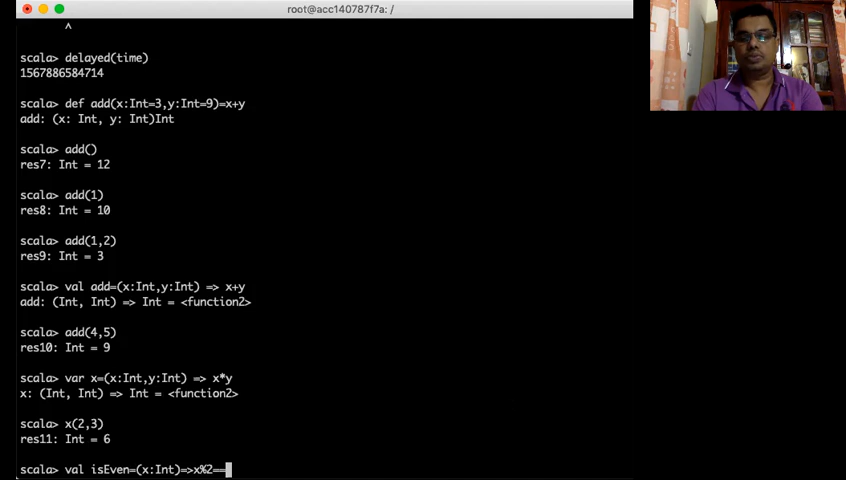 root@acc140787f7a: /
^
scala> delayed(time)
1567886584714
scala> def add(x:Int=3,y:Int=9)=x+y
add: (x: Int, y: Int)Int
scala> add()
res7: Int = 12
scala> add(1)
res8: Int = 10
scala> add(1,2)
res9: Int = 3
scala> val add=(x:Int,y:Int) => x+y
add: (Int, Int) => Int = <function2>
scala> add(4,5)
res10: Int = 9
scala> var x=(x:Int,y:Int) => x*y
x: (Int, Int) => Int = <function2>
scala> x(2,3)
res11: Int = 6
scala> val isEven=(x:Int)=>x%2==